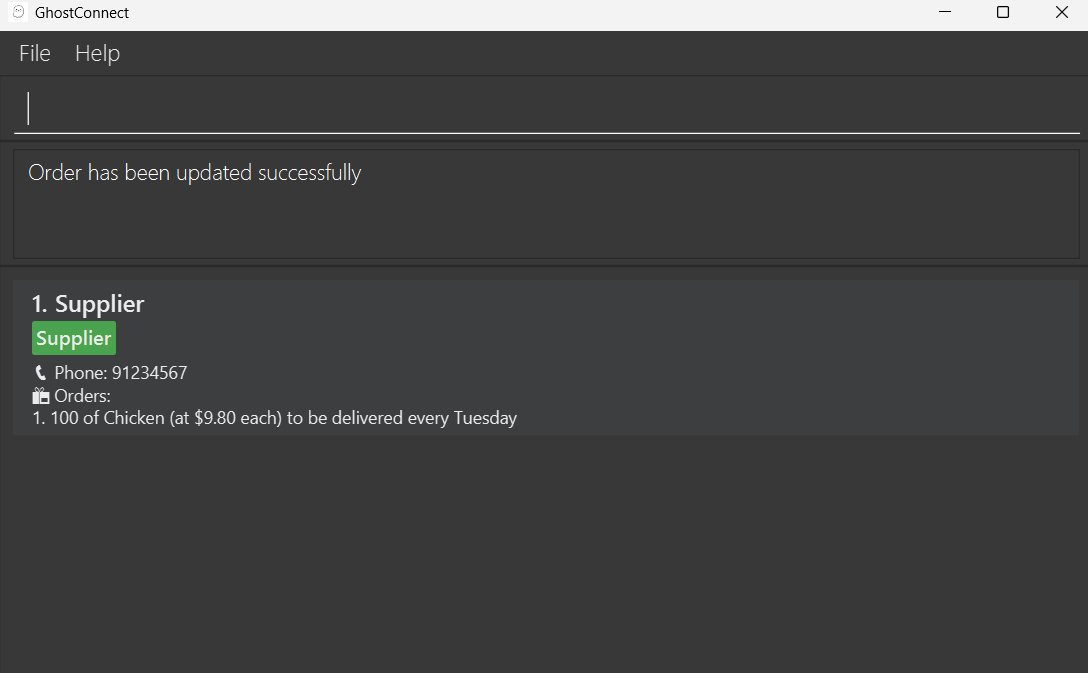 GhostConnect
File Help
Order has been updated successfully
1. Supplier
Supplier
Phone: 91234567
Orders:
1. 100 of Chicken (at $9.80 each) to be delivered every Tuesday